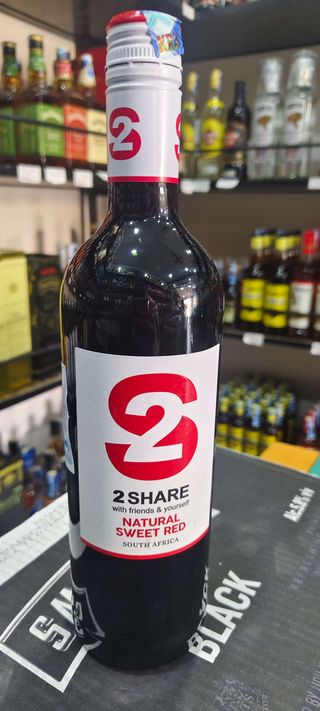 2
2
2 SHARE
with friends & yourself
NATURAL
SWEET RED
SOUTH AFRICA
BLACK